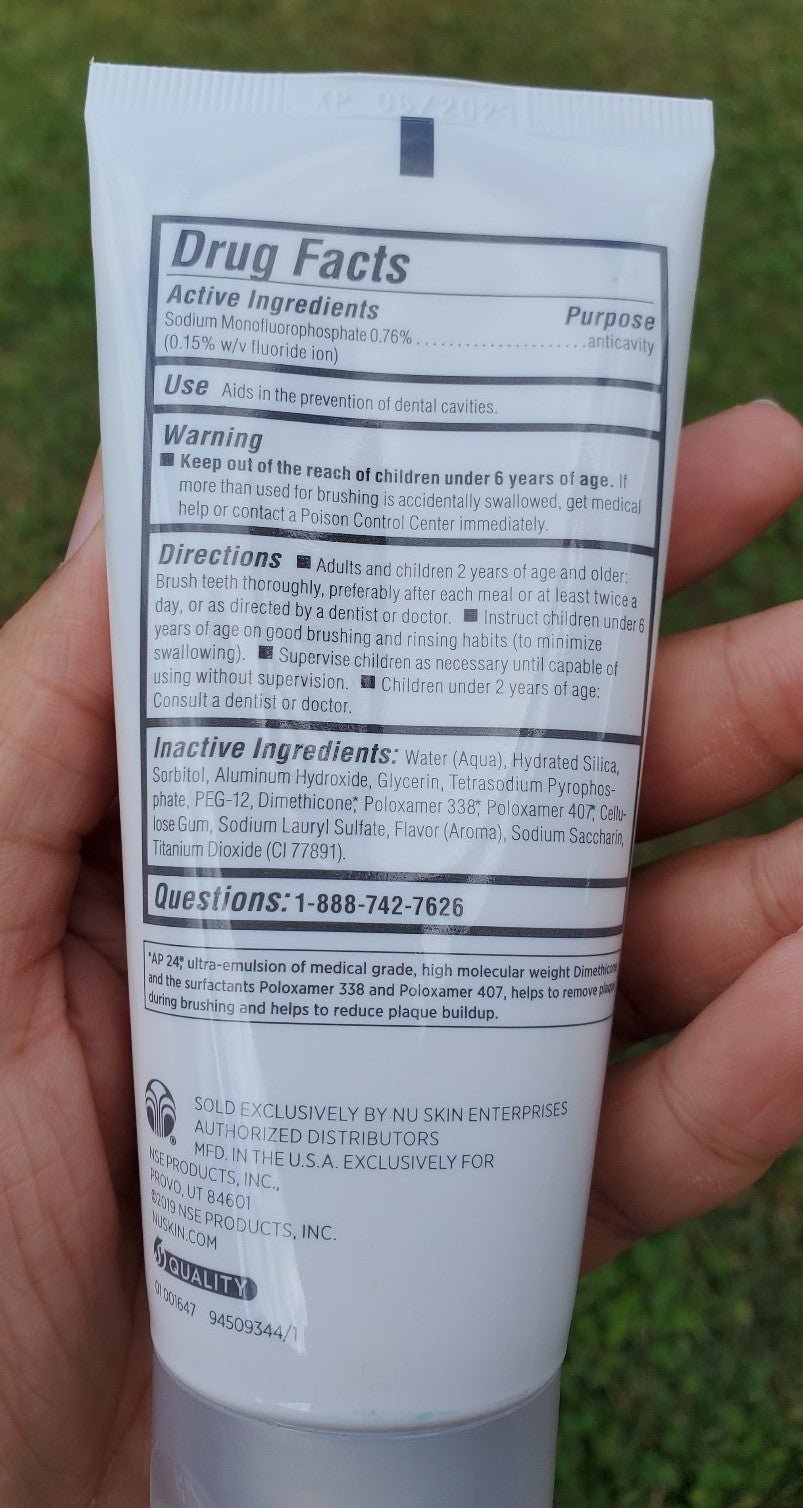 XP 06/2023
Drug Facts
Active Ingredients Purpose
Sodium Monofluorophosphate 0.76%......................anticavity
(0.15% w/v fluoride ion)
Use Aids in the prevention of dental cavities.
Warning
■ Keep out of the reach of children under 6 years of age. If
more than used for brushing is accidentally swallowed, get medical
help or contact a Poison Control Center immediately.
Directions ■ Adults and children 2 years of age and older:
Brush teeth thoroughly, preferably after each meal or at least twice a
day, or as directed by a dentist or doctor. ■ Instruct children under 6
years of age on good brushing and rinsing habits (to minimize
swallowing). ■ Supervise children as necessary until capable of
using without supervision. ■ Children under 2 years of age:
Consult a dentist or doctor.
Inactive Ingredients: Water (Aqua), Hydrated Silica,
Sorbitol, Aluminum Hydroxide, Glycerin, Tetrasodium Pyrophos-
phate, PEG-12, Dimethicone,* Poloxamer 338,* Poloxamer 407,* Cellu-
lose Gum, Sodium Lauryl Sulfate, Flavor (Aroma), Sodium Saccharin,
Titanium Dioxide (CI 77891).
Questions: 1-888-742-7626
*AP 24,® ultra-emulsion of medical grade, high molecular weight Dimethicone
and the surfactants Poloxamer 338 and Poloxamer 407, helps to remove plaque
during brushing and helps to reduce plaque buildup.
SOLD EXCLUSIVELY BY NU SKIN ENTERPRISES
AUTHORIZED DISTRIBUTORS
MFD. IN THE U.S.A. EXCLUSIVELY FOR
NSE PRODUCTS, INC.,
PROVO, UT 84601
©2019 NSE PRODUCTS, INC.
NUSKIN.COM
QUALITY
01 001647 94509344/1